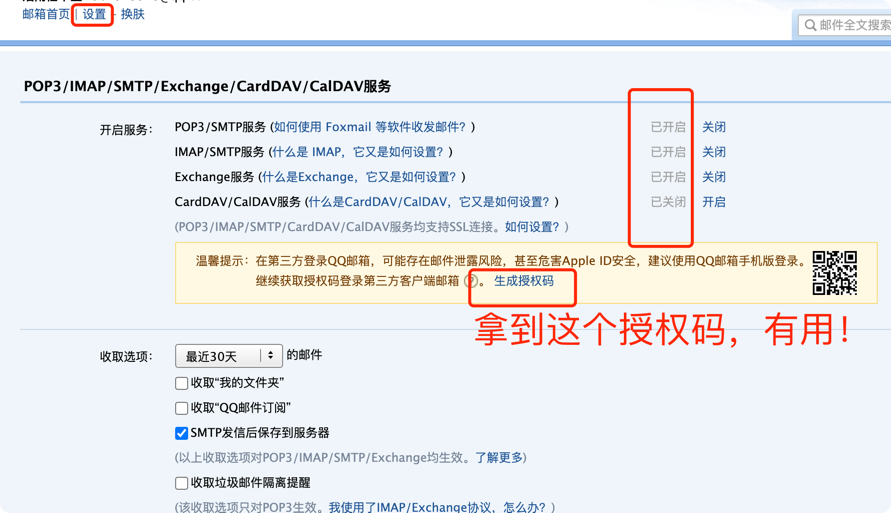 邮箱首页 | 设置 - 换肤
邮件全文搜索
POP3/IMAP/SMTP/Exchange/CardDAV/CalDAV服务
开启服务： POP3/SMTP服务 (如何使用 Foxmail 等软件收发邮件？) 已开启 关闭
IMAP/SMTP服务 (什么是 IMAP，它又是如何设置？) 已开启 关闭
Exchange服务 (什么是Exchange，它又是如何设置？) 已开启 关闭
CardDAV/CalDAV服务 (什么是CardDAV/CalDAV，它又是如何设置？) 已关闭 开启
(POP3/IMAP/SMTP/CardDAV/CalDAV服务均支持SSL连接。如何设置？)
温馨提示：在第三方登录QQ邮箱，可能存在邮件泄露风险，甚至危害Apple ID安全，建议使用QQ邮箱手机版登录。
继续获取授权码登录第三方客户端邮箱 ?。 生成授权码
拿到这个授权码，有用！
收取选项： 最近30天 的邮件
收取“我的文件夹”
收取“QQ邮件订阅”
SMTP发信后保存到服务器
(以上收取选项对POP3/IMAP/SMTP/Exchange均生效。了解更多)
收取垃圾邮件隔离提醒
(该收取选项只对POP3生效。我使用了IMAP/Exchange协议，怎么办？)